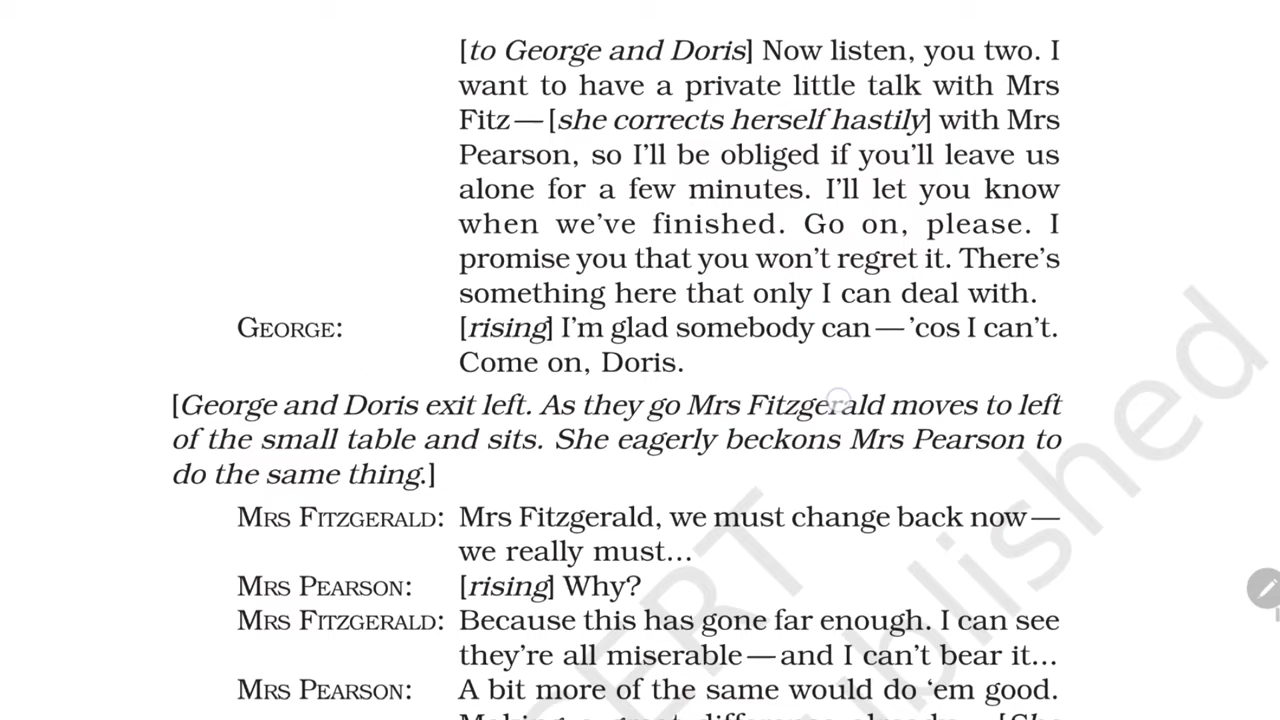 [to George and Doris] Now listen, you two. I
want to have a private little talk with Mrs
Fitz— [she corrects herself hastily] with Mrs
Pearson, so I’ll be obliged if you’ll leave us
alone for a few minutes. I’ll let you know
when we’ve finished. Go on, please. I
promise you that you won’t regret it. There’s
something here that only I can deal with.
GEORGE: [rising] I’m glad somebody can— ’cos I can’t.
Come on, Doris.
[George and Doris exit left. As they go Mrs Fitzgerald moves to left
of the small table and sits. She eagerly beckons Mrs Pearson to
do the same thing.]
MRS FITZGERALD: Mrs Fitzgerald, we must change back now—
we really must...
MRS PEARSON: [rising] Why?
MRS FITZGERALD: Because this has gone far enough. I can see
they’re all miserable—and I can’t bear it...
MRS PEARSON: A bit more of the same would do ‘em good.
Making a great difference already... [She